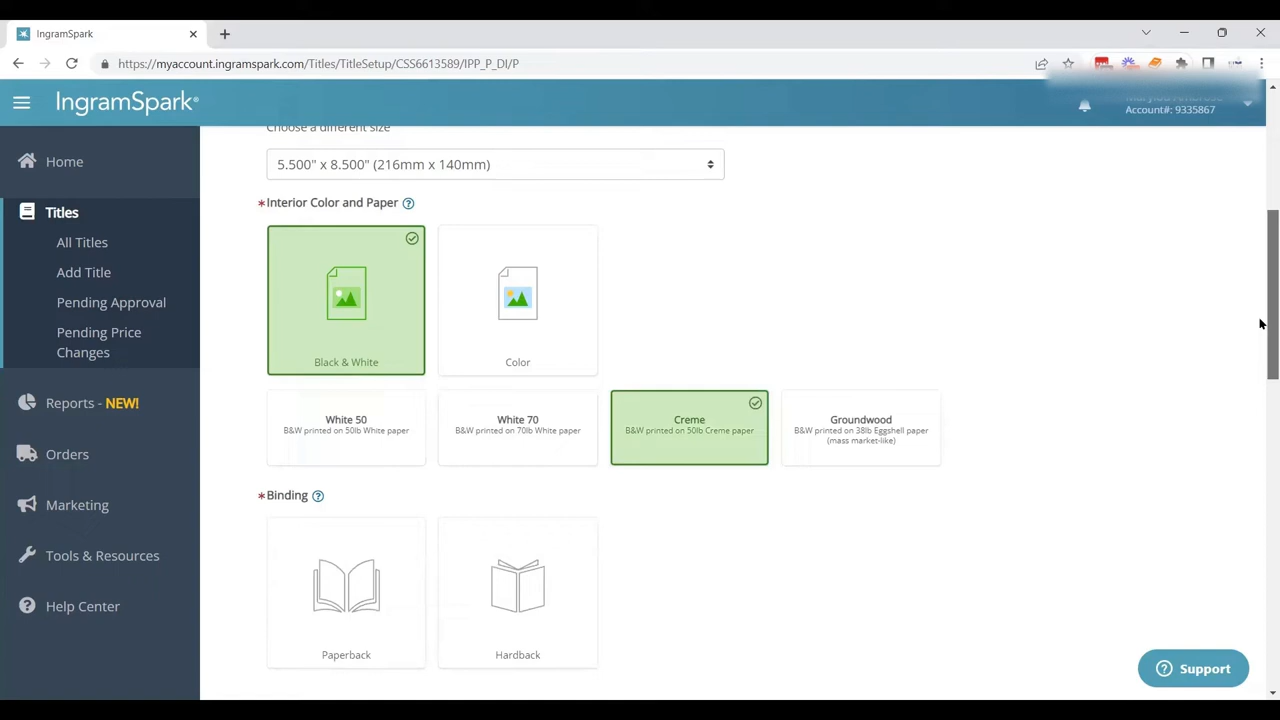 IngramSpark
https://myaccount.ingramspark.com/Titles/TitleSetup/CSS6613589/IPP_P_DI/P
IngramSpark®
Account#: 9335867
Home
Titles
All Titles
Add Title
Pending Approval
Pending Price
Changes
Reports - NEW!
Orders
Marketing
Tools & Resources
Help Center
Choose a different size
5.500" x 8.500" (216mm x 140mm)
*Interior Color and Paper ?
Black & White
Color
White 50
B&W printed on 50lb White paper
White 70
B&W printed on 70lb White paper
Creme
B&W printed on 50lb Creme paper
Groundwood
B&W printed on 38lb Eggshell paper
(mass market-like)
*Binding ?
Paperback
Hardback
? Support